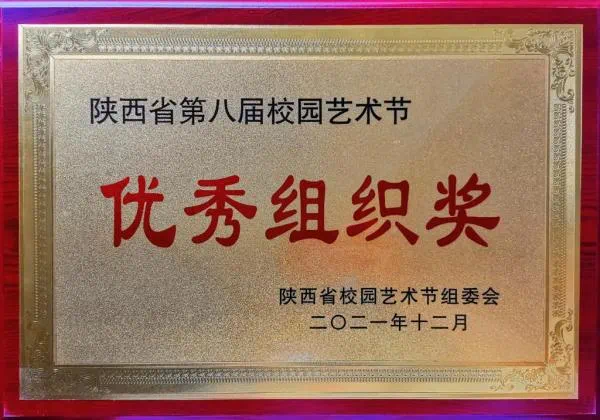 陕西省第八届校园艺术节
优秀组织奖
陕西省校园艺术节组委会
二〇二一年十二月